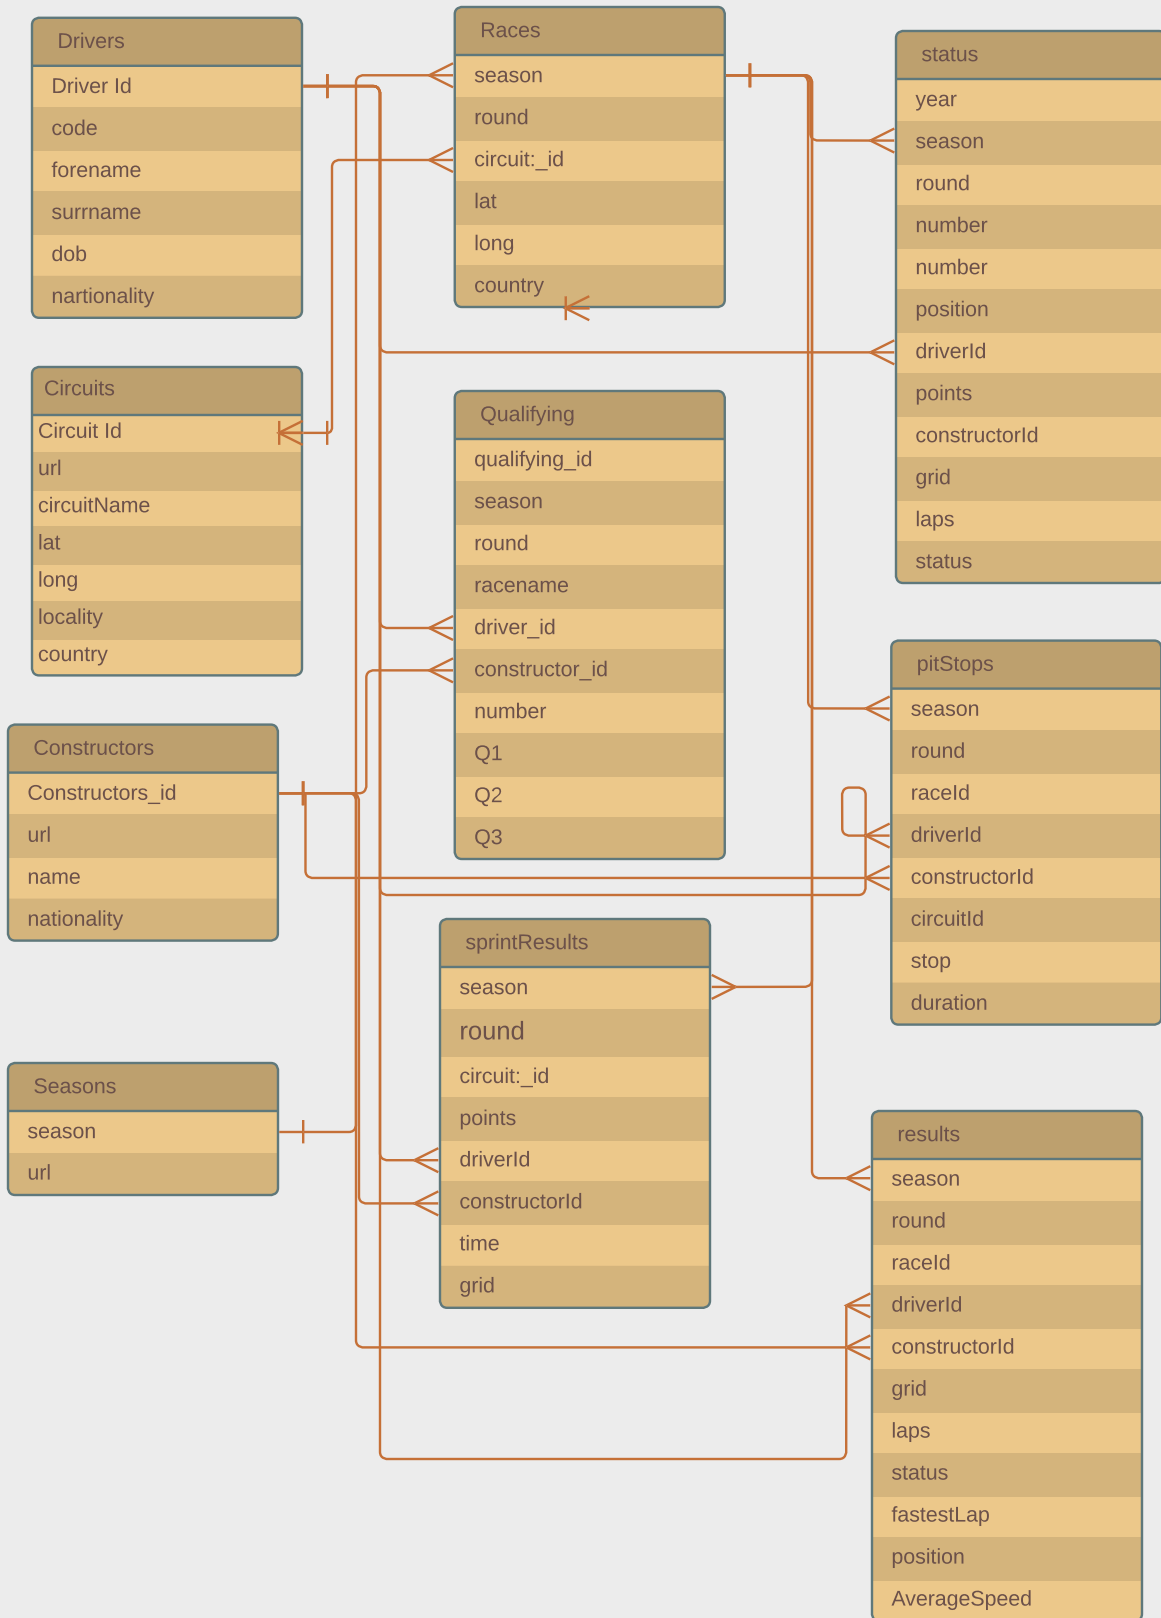 Drivers
Driver Id
code
forename
surrname
dob
nartionality
Circuits
Circuit Id
url
circuitName
lat
long
locality
country
Constructors
Constructors_id
url
name
nationality
Seasons
season
url
Races
season
round
circuit:_id
lat
long
country
Qualifying
qualifying_id
season
round
racename
driver_id
constructor_id
number
Q1
Q2
Q3
sprintResults
season
round
circuit:_id
points
driverId
constructorId
time
grid
status
year
season
round
number
number
position
driverId
points
constructorId
grid
laps
status
pitStops
season
round
raceId
driverId
constructorId
circuitId
stop
duration
results
season
round
raceId
driverId
constructorId
grid
laps
status
fastestLap
position
AverageSpeed